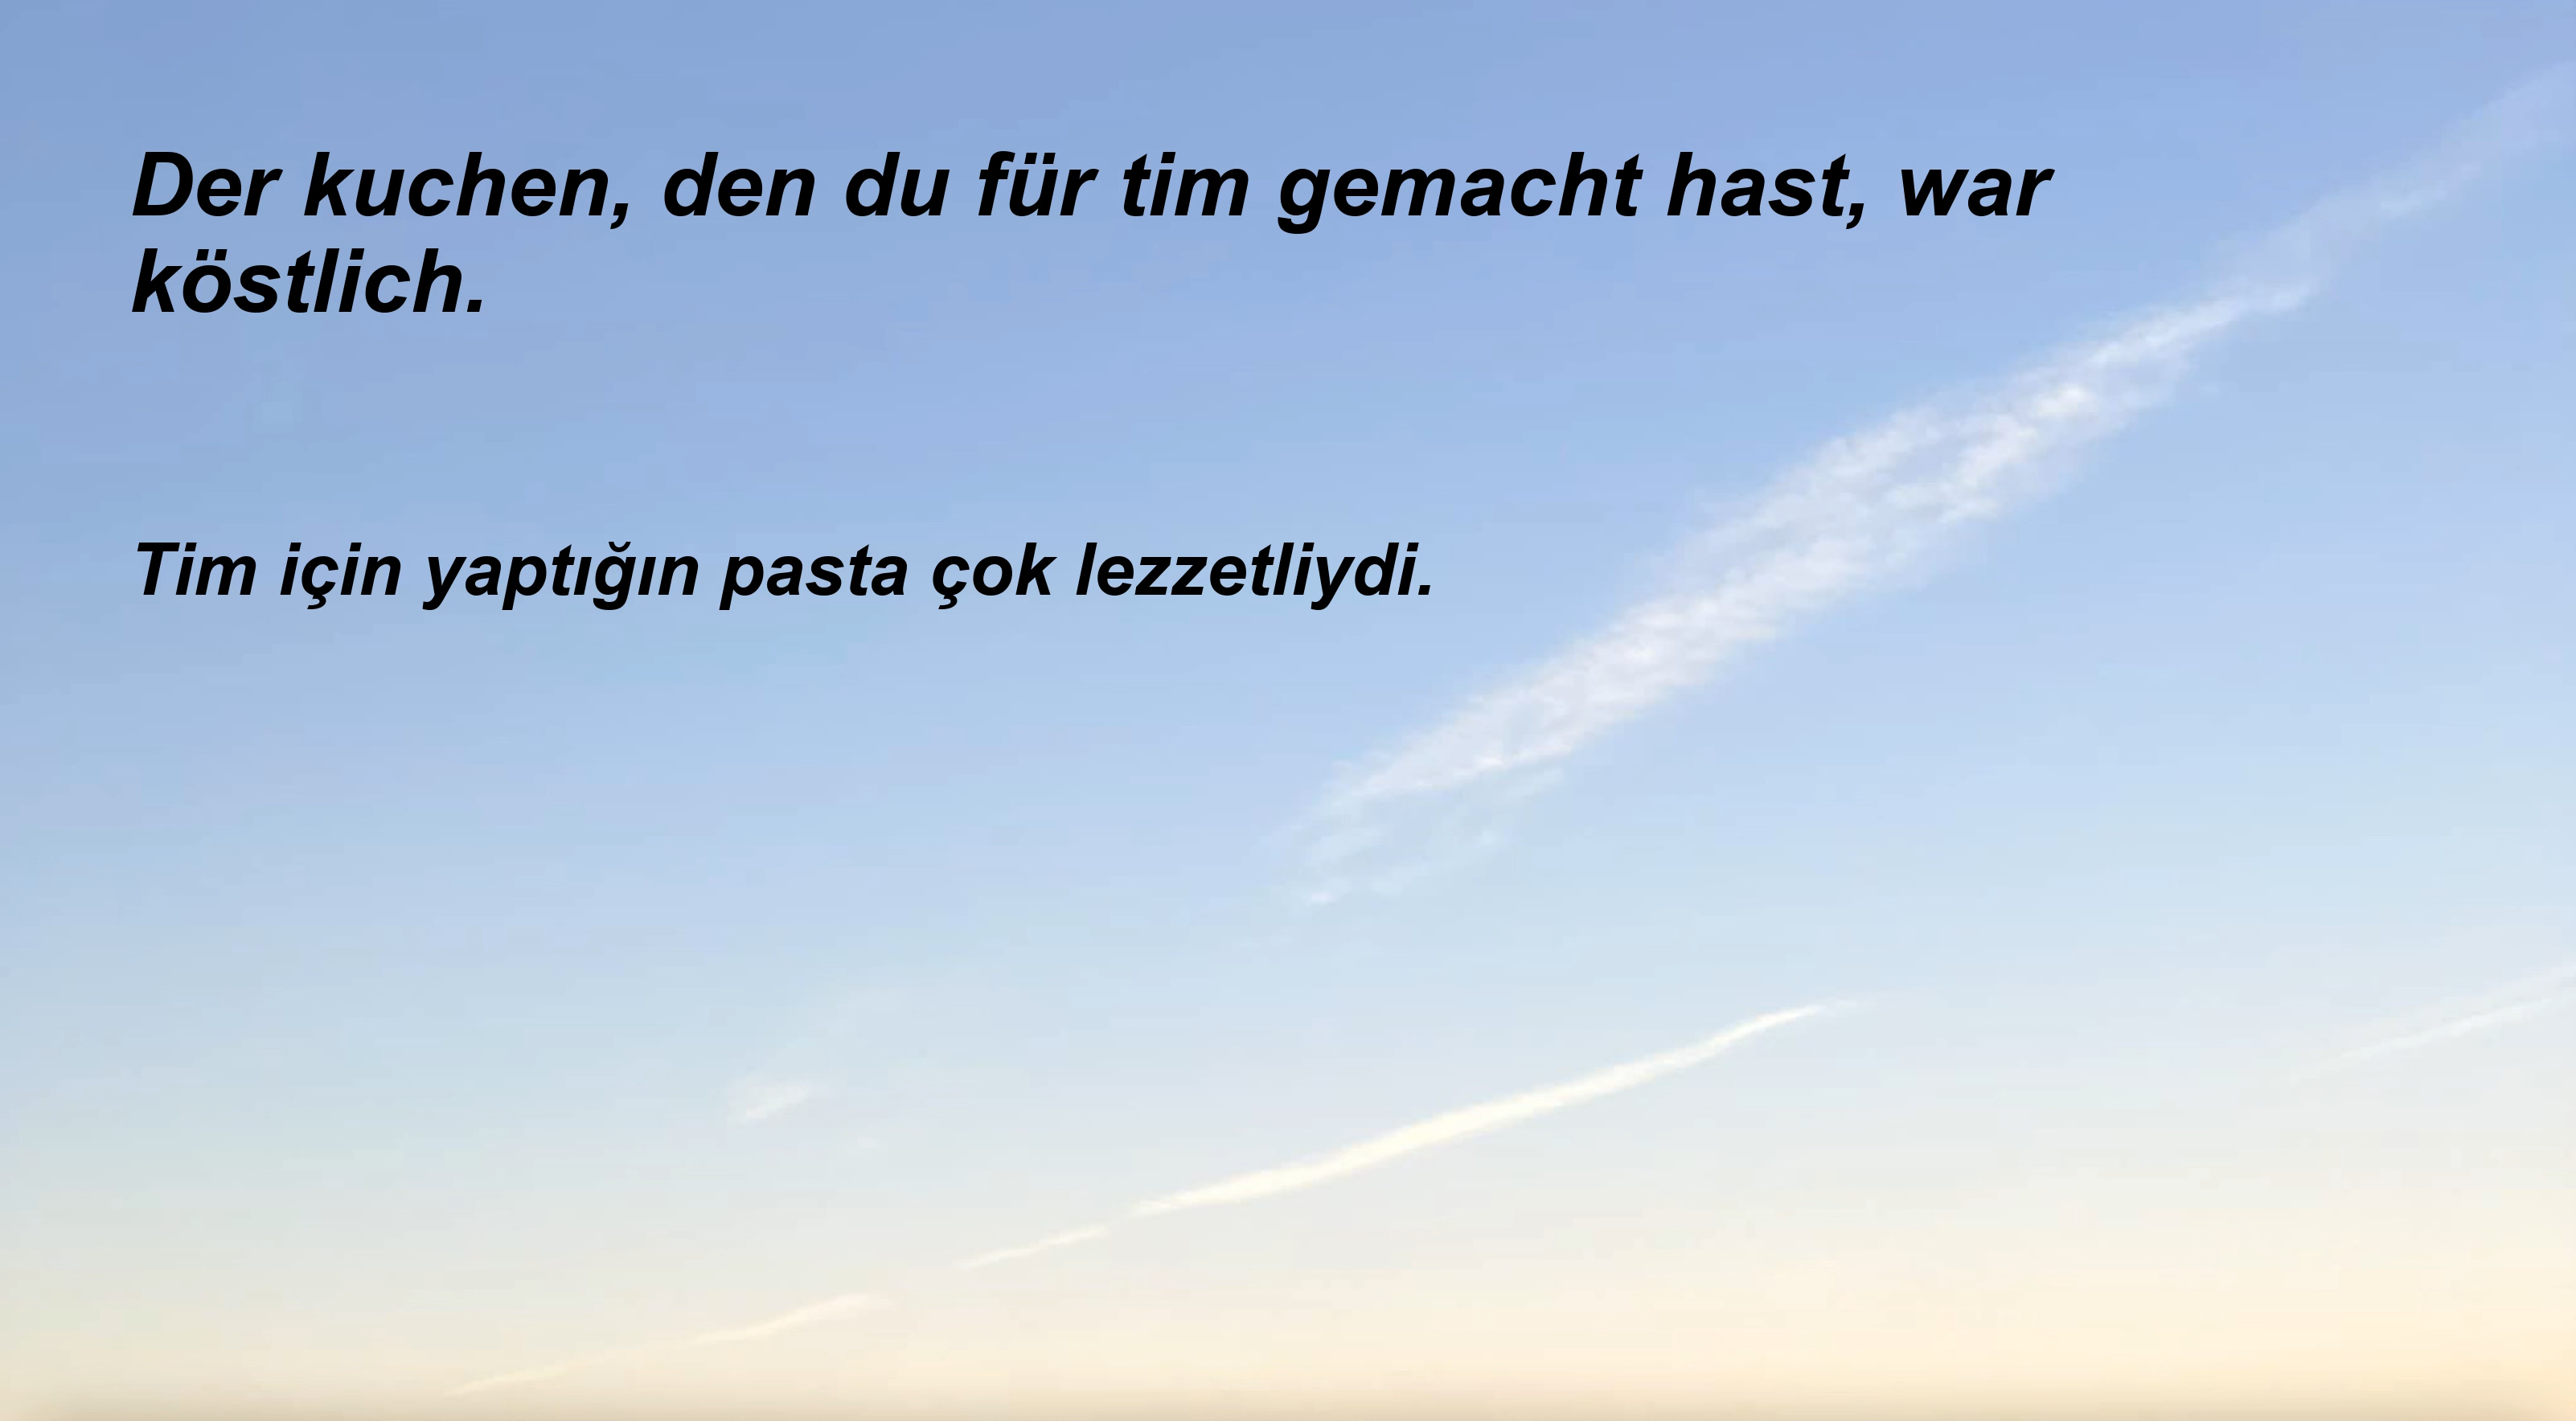 Der kuchen, den du für tim gemacht hast, war
köstlich.
Tim için yaptığın pasta çok lezzetliydi.